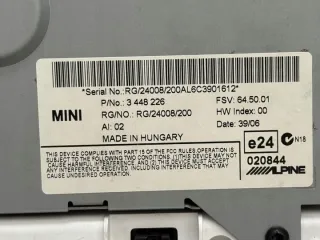 *Serial No.:RG/24008/200AL6C3901612*
P/No.: 3 448 226 FSV: 64.50.01
MINI RG/NO.: RG/24008/200 HW Index: 00
AI: 02 Date: 39/06
MADE IN HUNGARY
e24 N18
020844
THIS DEVICE COMPLIES WITH PART 15 OF THE FCC RULES OPERATION IS
SUBJECT TO THE FOLLOWING TWO CONDITIONS
(1) THIS DEVICE MAY NOT CAUSE HARMFUL INTERFERENCE, AND
(2) THIS DEVICE MUST ACCEPT ANY INTERFERENCE RECEIVED,
INCLUDING INTERFERENCE THAT MAY CAUSE UNDESIRED OPERATION.
ALPINE